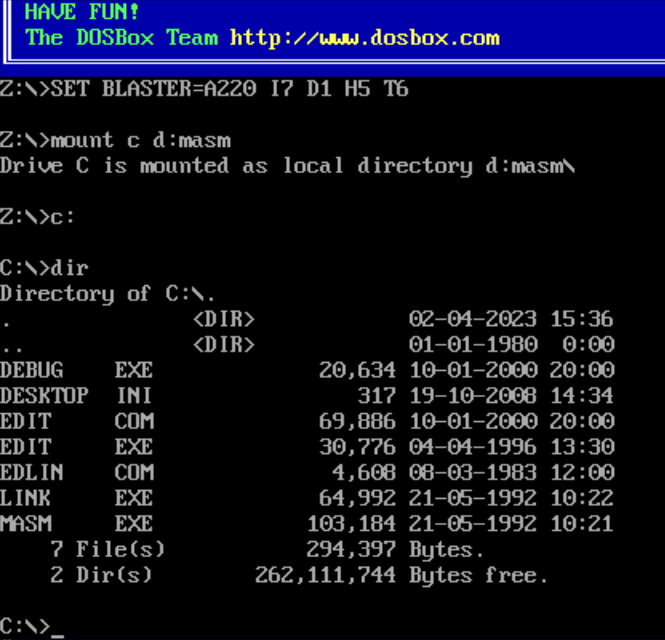 HAVE FUN!
The DOSBox Team http://www.dosbox.com
Z:\>SET BLASTER=A220 I7 D1 H5 T6
Z:\>mount c d:masm
Drive C is mounted as local directory d:masm\
Z:\>c:
C:\>dir
Directory of C:\.
. <DIR> 02-04-2023 15:36
.. <DIR> 01-01-1980 0:00
DEBUG EXE 20,634 10-01-2000 20:00
DESKTOP INI 317 19-10-2008 14:34
EDIT COM 69,886 10-01-2000 20:00
EDIT EXE 30,776 04-04-1996 13:30
EDLIN COM 4,608 08-03-1983 12:00
LINK EXE 64,992 21-05-1992 10:22
MASM EXE 103,184 21-05-1992 10:21
7 File(s) 294,397 Bytes.
2 Dir(s) 262,111,744 Bytes free.
C:\>_